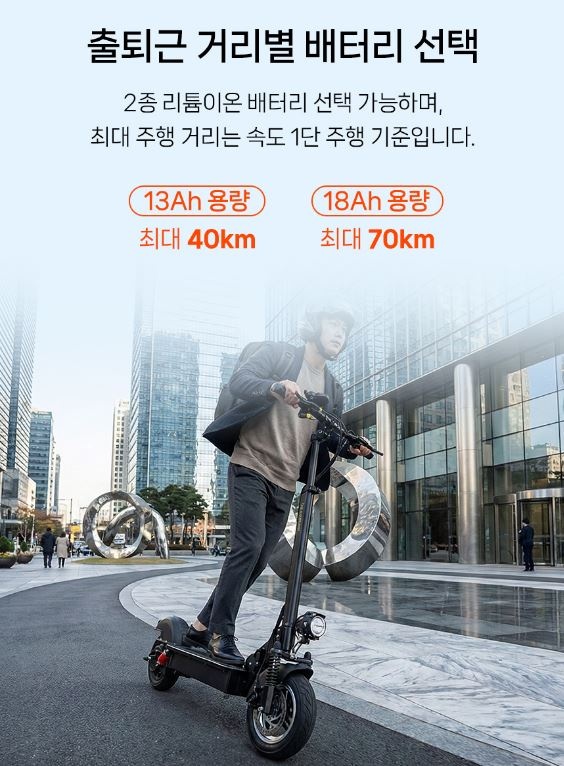 출퇴근 거리별 배터리 선택
2종 리튬이온 배터리 선택 가능하며,
최대 주행 거리는 속도 1단 주행 기준입니다.
13Ah 용량
18Ah 용량
최대 40km
최대 70km